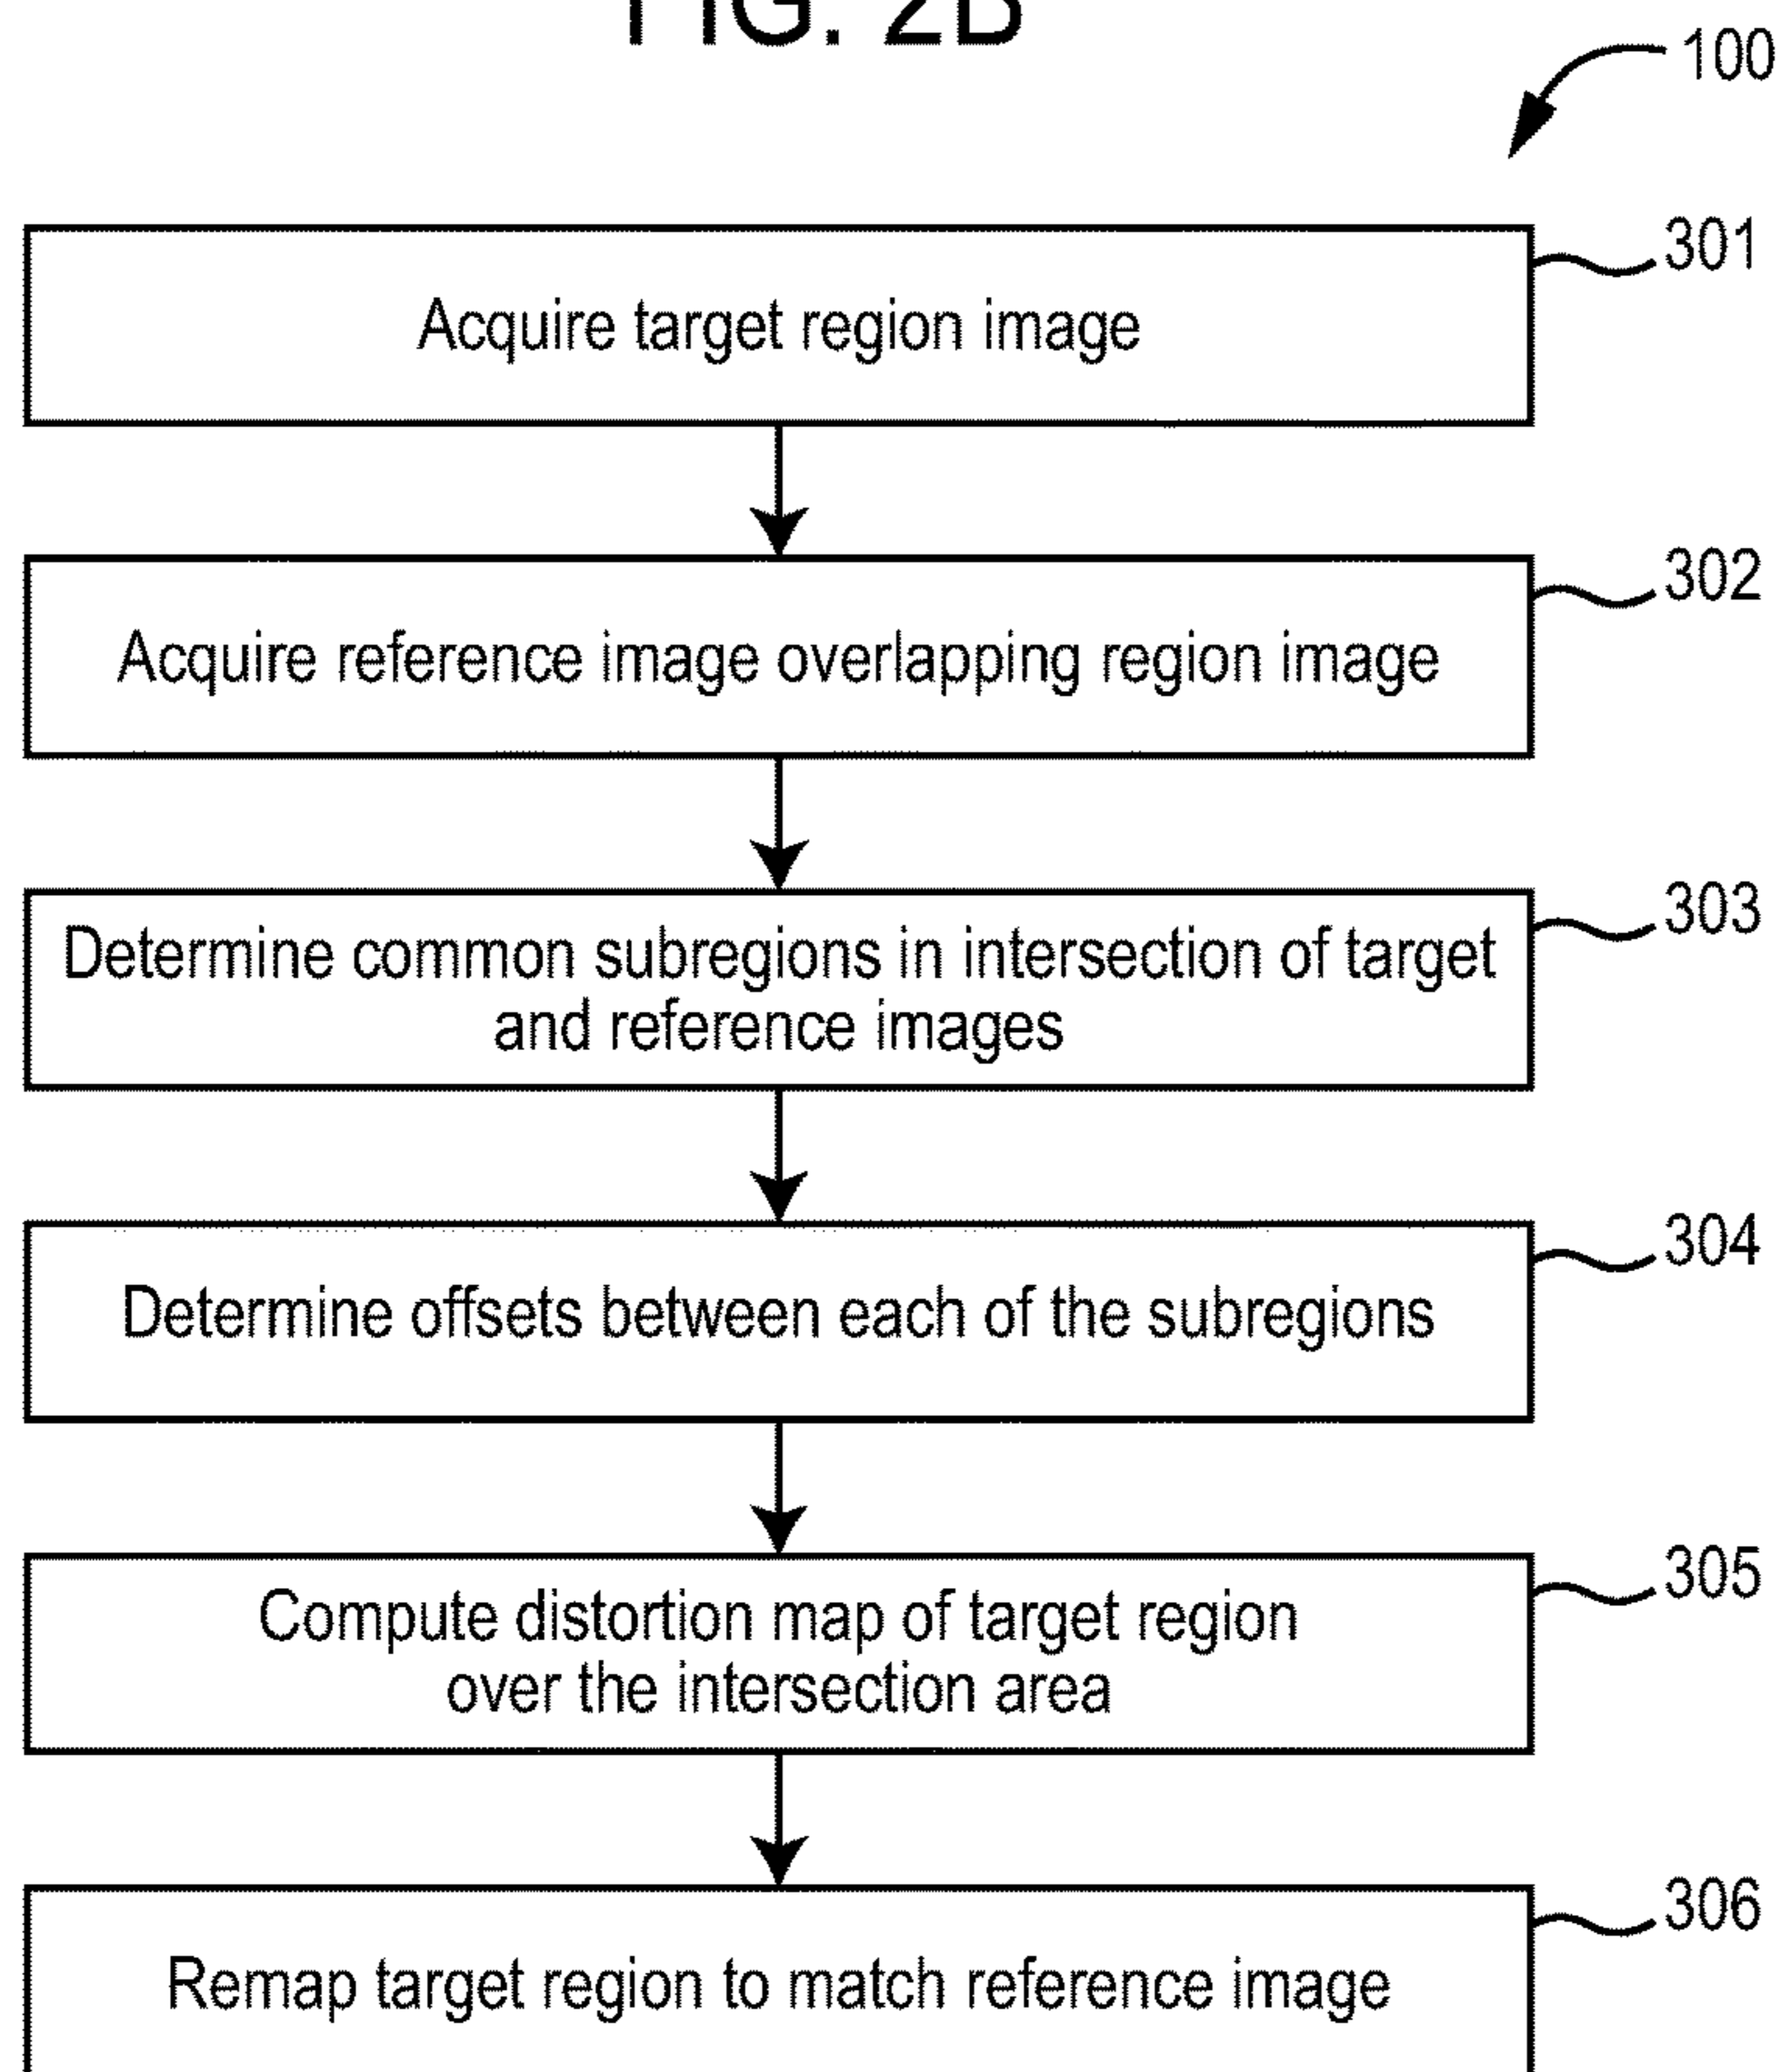 FIG. 2B
100
301
Acquire target region image
302
Acquire reference image overlapping region image
303
Determine common subregions in intersection of target
and reference images
304
Determine offsets between each of the subregions
305
Compute distortion map of target region
over the intersection area
306
Remap target region to match reference image